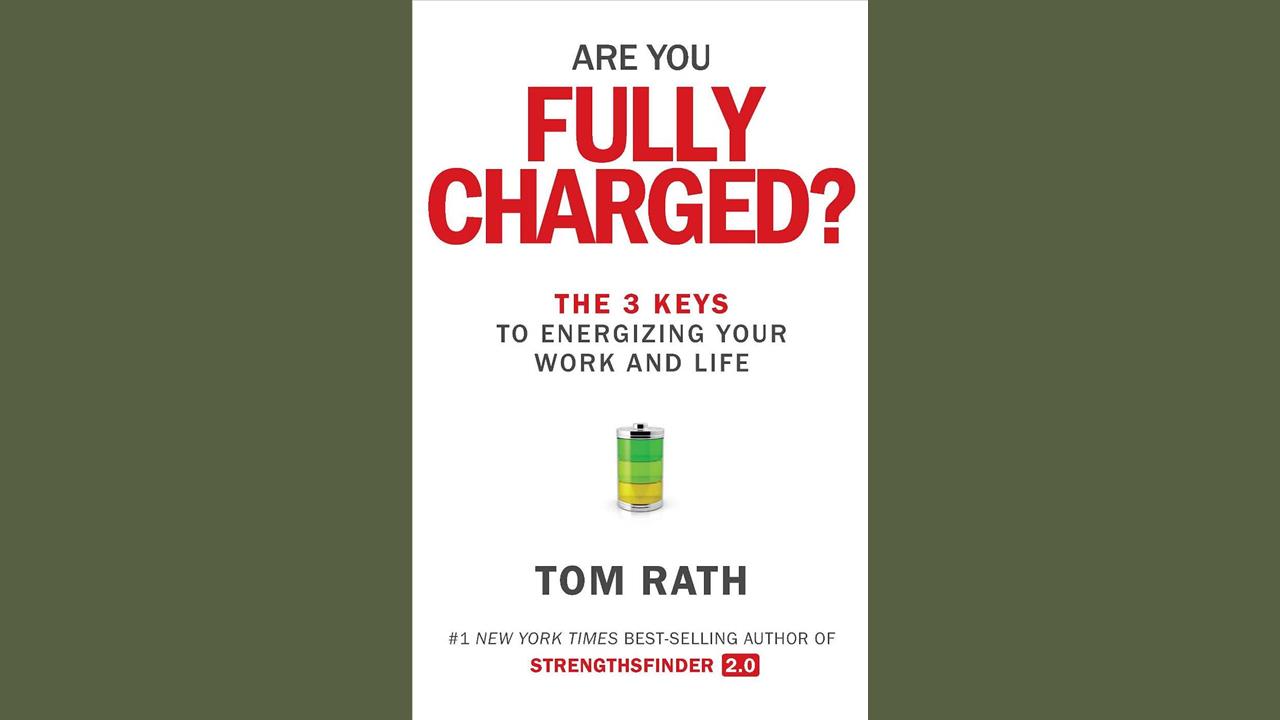 ARE YOU
FULLY
CHARGED?
THE 3 KEYS
TO ENERGIZING YOUR
WORK AND LIFE
TOM RATH
#1 NEW YORK TIMES BEST-SELLING AUTHOR OF
STRENGTHSFINDER 2.0